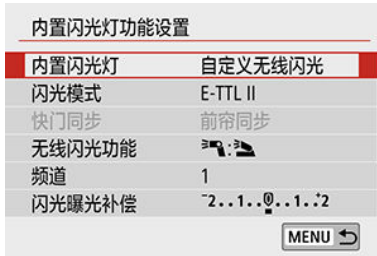 内置闪光灯功能设置
内置闪光灯 自定义无线闪光
闪光模式 E-TTL II
快门同步 前帘同步
无线闪光功能 :
频道 1
闪光曝光补偿 -2..1..0..1..+2
MENU